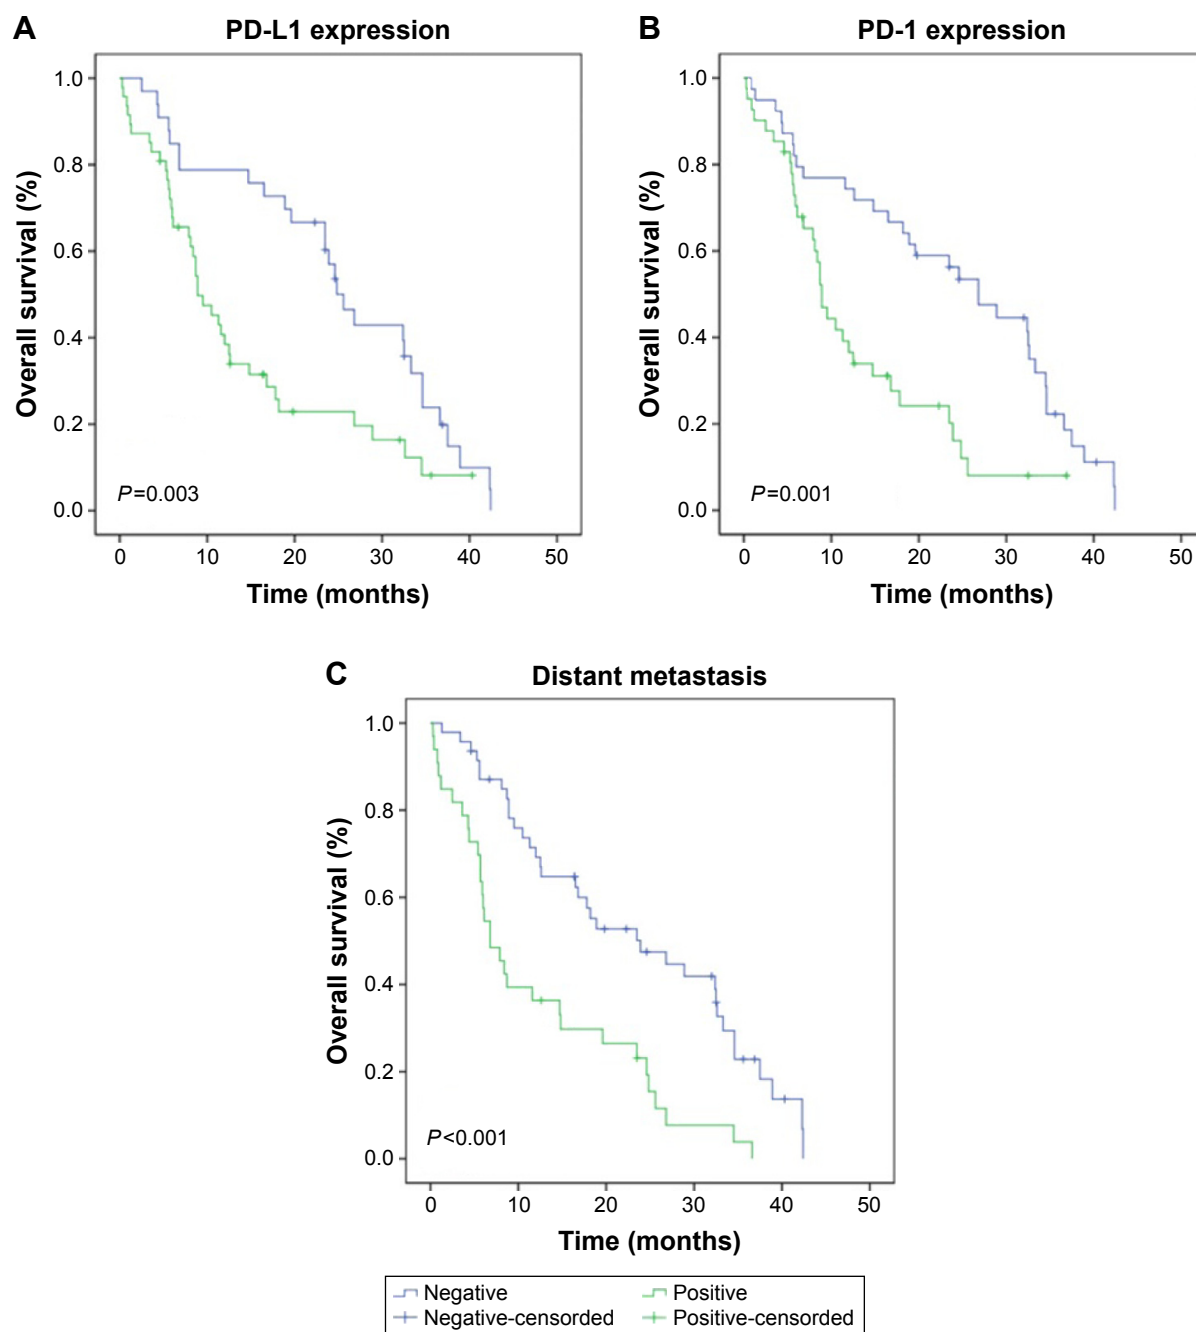 A PD-L1 expression
1.0
0.8
0.6
0.4
0.2
0.0
Overall survival (%)
P=0.003
0 10 20 30 40 50
Time (months)
B PD-1 expression
1.0
0.8
0.6
0.4
0.2
0.0
Overall survival (%)
P=0.001
0 10 20 30 40 50
Time (months)
C Distant metastasis
1.0
0.8
0.6
0.4
0.2
0.0
Overall survival (%)
P<0.001
0 10 20 30 40 50
Time (months)
Negative Positive
Negative-censorded Positive-censorded